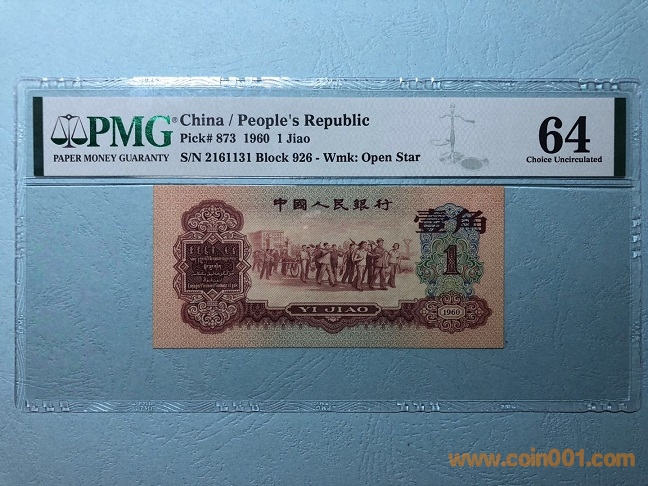 PMG
PAPER MONEY GUARANTY
China / People's Republic
Pick# 873 1960 1 Jiao
S/N 2161131 Block 926 - Wmk: Open Star
64
Choice Uncirculated
中國人民銀行
壹角
1
YI JIAO
1960
www.coin001.com